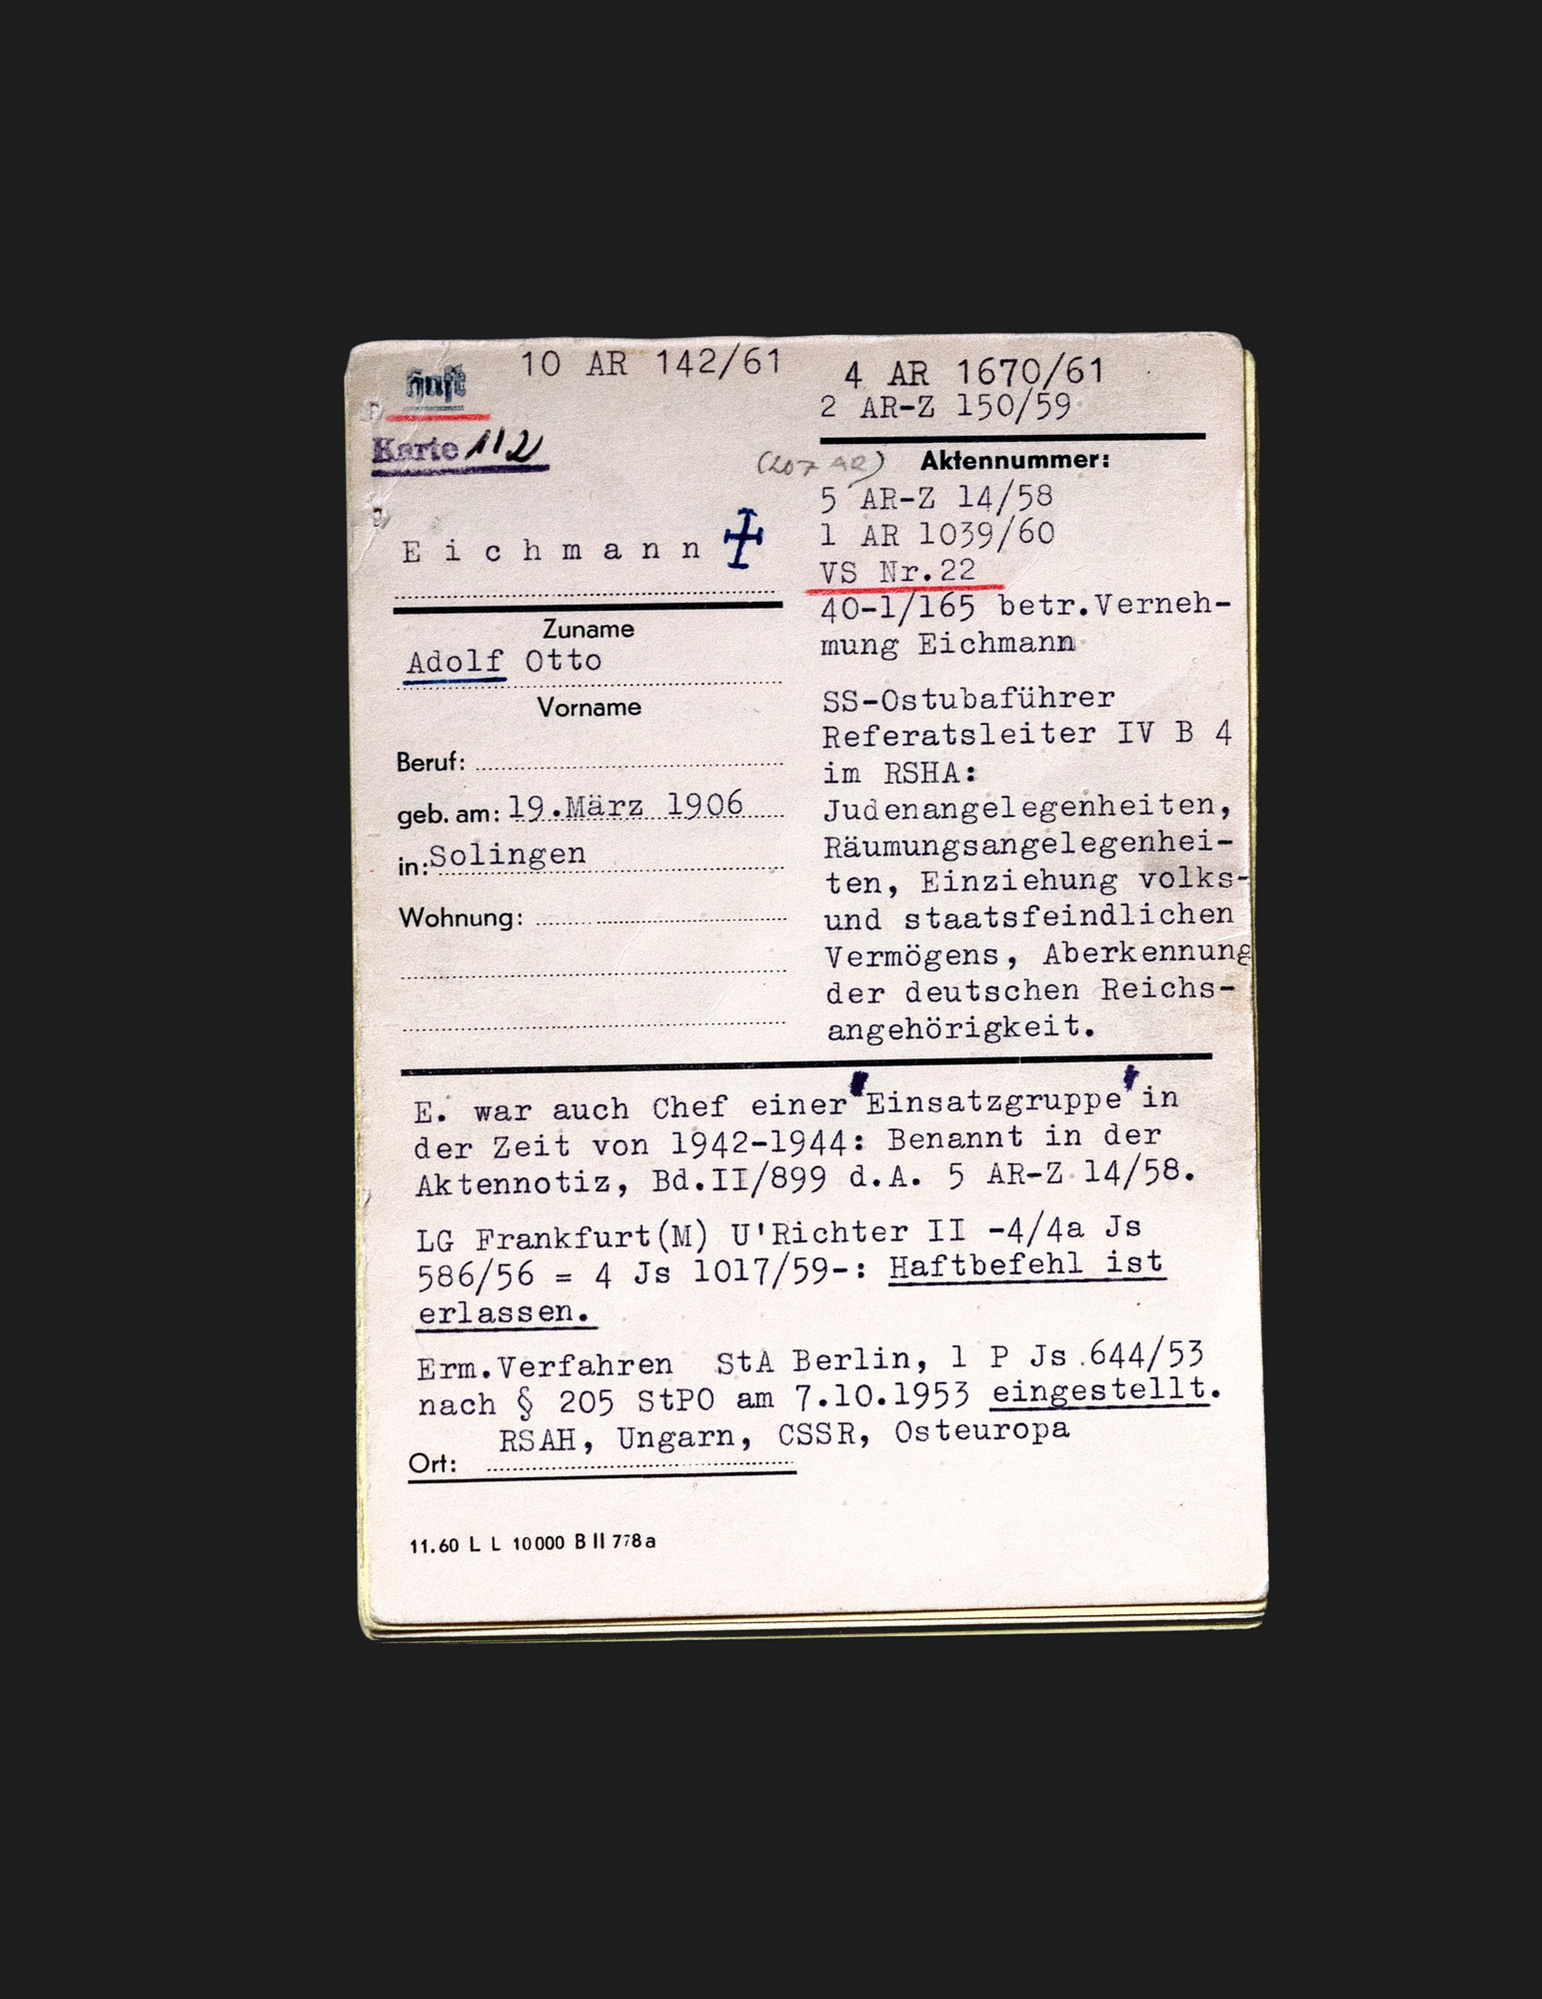 Haft
10 AR 142/61
4 AR 1670/61
2 AR-Z 150/59
Karte 112
Aktennummer:
5 AR-Z 14/58
1 AR 1039/60
VS Nr.22
40-1/165 betr.Verneh-
mung Eichmann
Eichmann
Zuname
Adolf Otto
Vorname
Beruf:
geb. am: 19.März 1906
in: Solingen
Wohnung:
SS-Ostubaführer
Referatsleiter IV B 4
im RSHA:
Judenangelegenheiten,
Räumungsangelegenhei-
ten, Einziehung volks-
und staatsfeindlichen
Vermögens, Aberkennung
der deutschen Reichs-
angehörigkeit.
E. war auch Chef einer "Einsatzgruppe" in
der Zeit von 1942-1944: Benannt in der
Aktennotiz, Bd.II/899 d.A. 5 AR-Z 14/58.
LG Frankfurt(M) U'Richter II -4/4a Js
586/56 = 4 Js 1017/59-: Haftbefehl ist
erlassen.
Erm.Verfahren StA Berlin, 1 P Js 644/53
nach § 205 StPO am 7.10.1953 eingestellt.
RSAH, Ungarn, CSSR, Osteuropa
Ort:
11.60 L L 10000 B II 778a